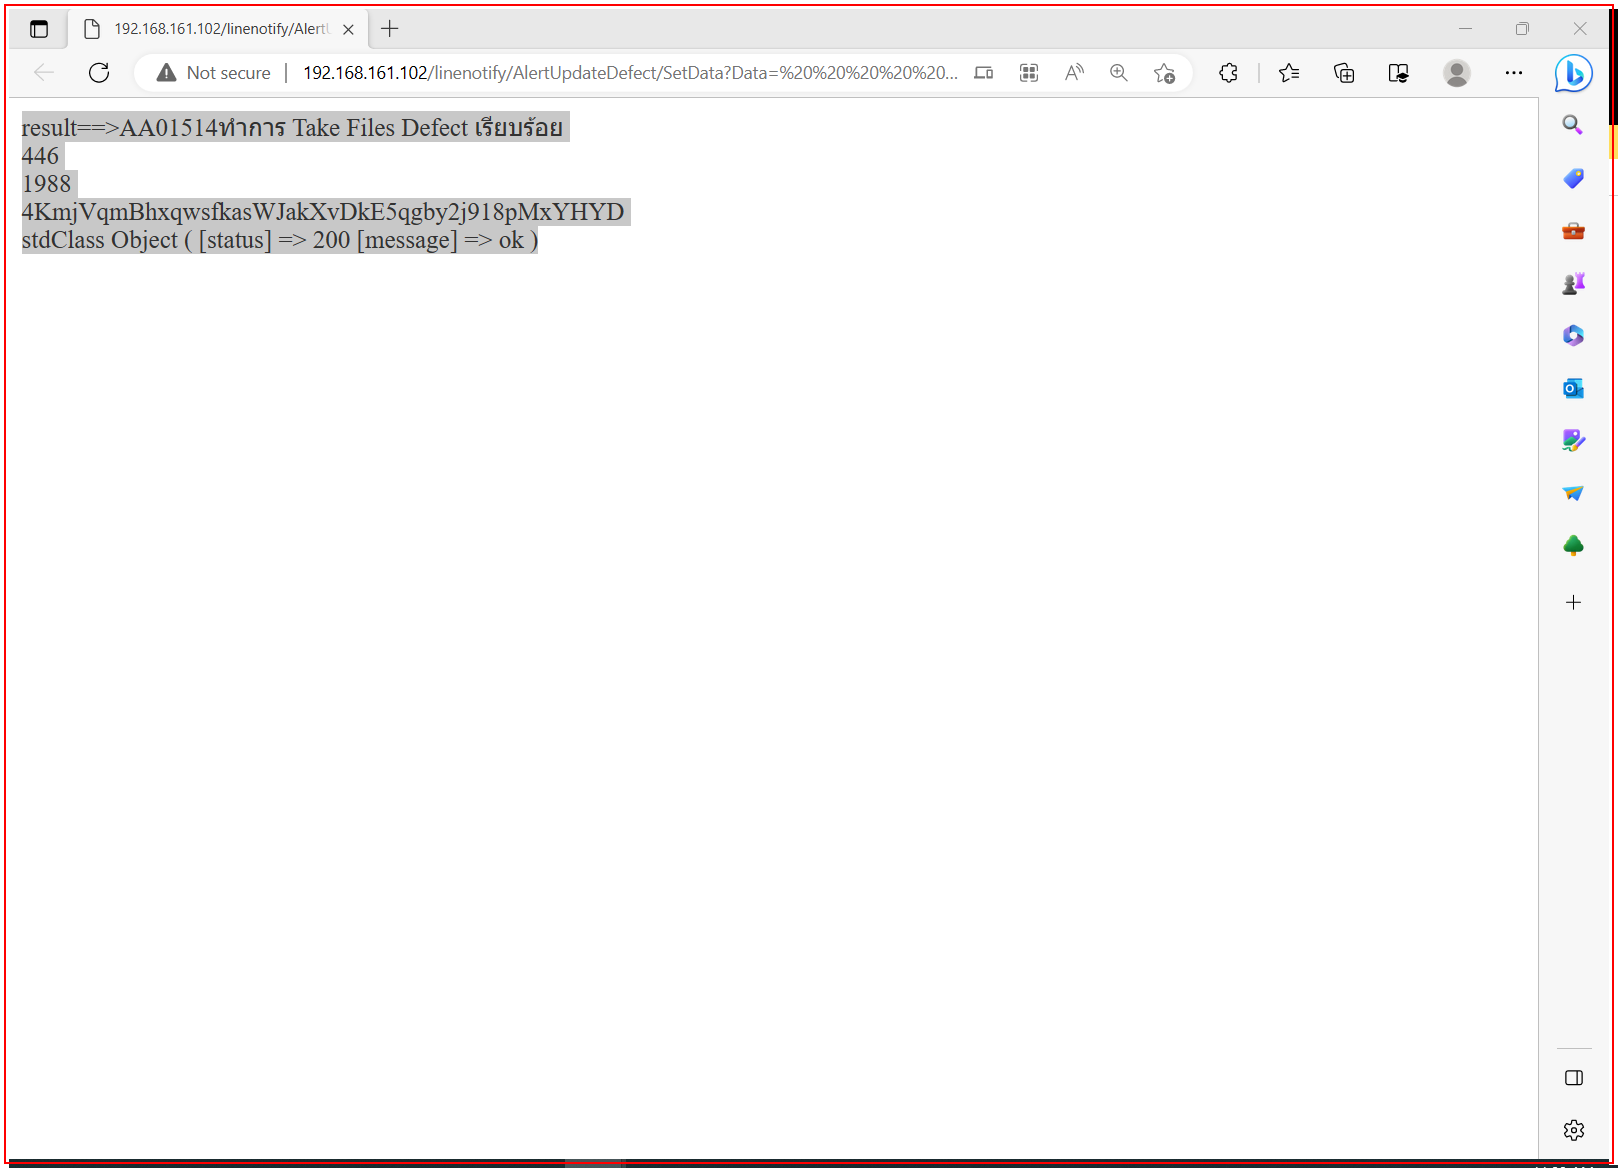 192.168.161.102/linenotify/Alert
Not secure
192.168.161.102/linenotify/AlertUpdateDefect/SetData?Data=%20%20%20%20%20...
result==>AA01514ทำการ Take Files Defect เรียบร้อย
446
1988
4KmjVqmBhxqwsfkasWJakXvDkE5qgby2j918pMxYHYD
stdClass Object ( [status] => 200 [message] => ok )